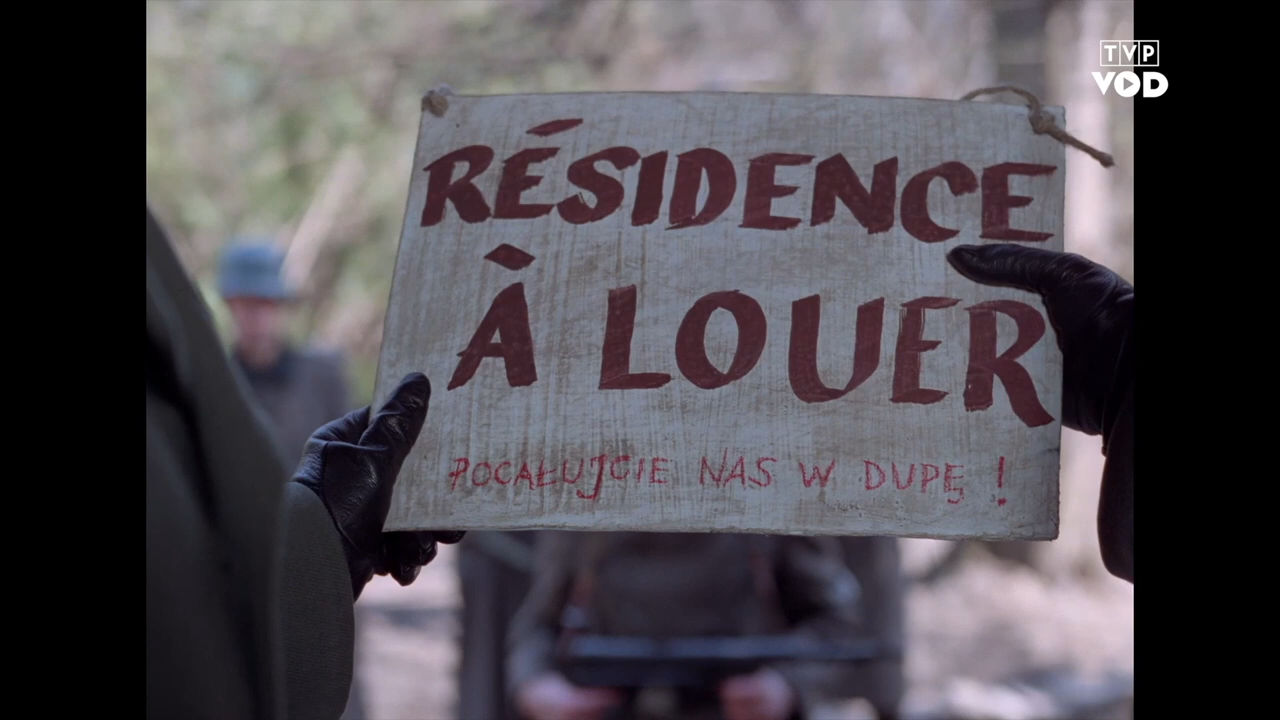 TVP
VOD
RÉSIDENCE
À LOUER
POCAŁUJCIE NAS W DUPĘ !